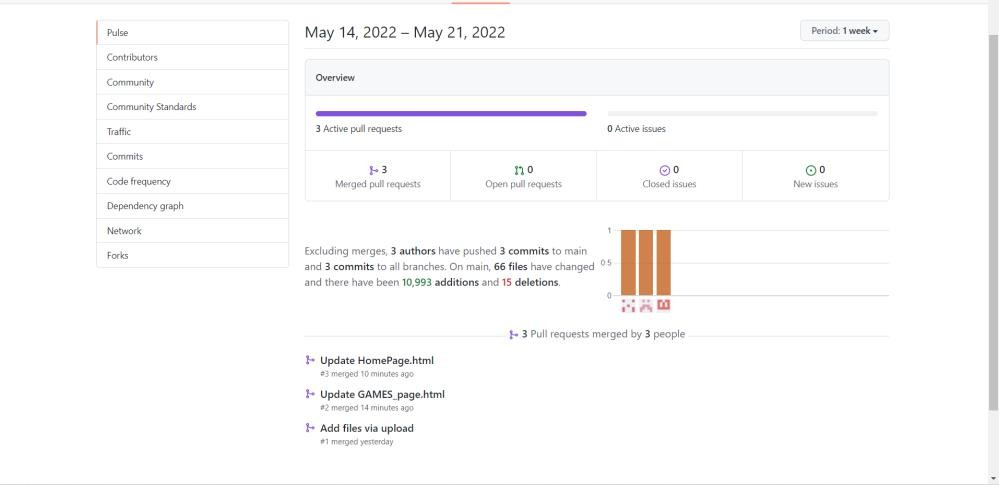 Pulse
Contributors
Community
Community Standards
Traffic
Commits
Code frequency
Dependency graph
Network
Forks
May 14, 2022 – May 21, 2022
Period: 1 week
Overview
3 Active pull requests
0 Active issues
3
Merged pull requests
0
Open pull requests
0
Closed issues
0
New issues
Excluding merges, 3 authors have pushed 3 commits to main
and 3 commits to all branches. On main, 66 files have changed
and there have been 10,993 additions and 15 deletions.
1
0.5
0
3 Pull requests merged by 3 people
Update HomePage.html
#3 merged 10 minutes ago
Update GAMES_page.html
#2 merged 14 minutes ago
Add files via upload
#1 merged yesterday